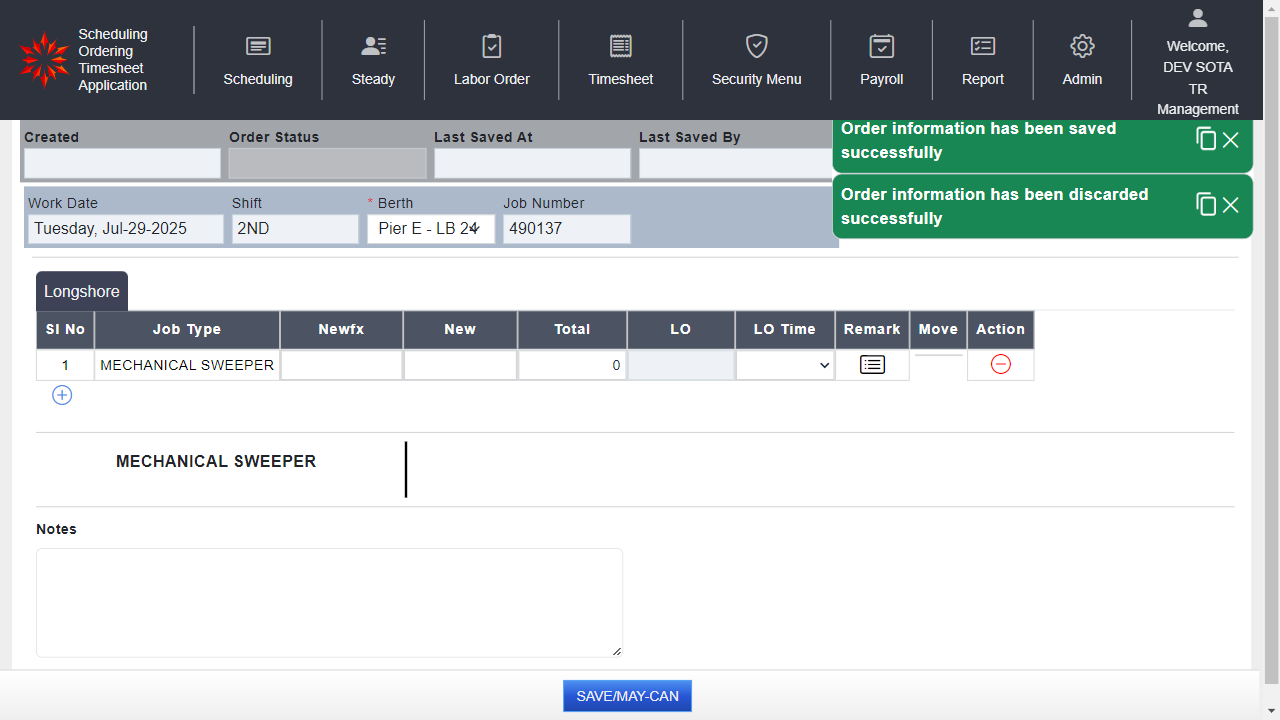 Scheduling
Ordering
Timesheet
Application
Scheduling
Steady
Labor Order
Timesheet
Security Menu
Payroll
Report
Admin
Welcome,
DEV SOTA
TR
Management
Created
Order Status
Last Saved At
Last Saved By
Order information has been saved
successfully
Order information has been discarded
successfully
Work Date
Shift
* Berth
Job Number
Tuesday, Jul-29-2025
2ND
Pier E - LB 24
490137
Longshore
SI No Job Type Newfx New Total LO LO Time Remark Move Action
1 MECHANICAL SWEEPER 0
MECHANICAL SWEEPER
Notes
SAVE/MAY-CAN